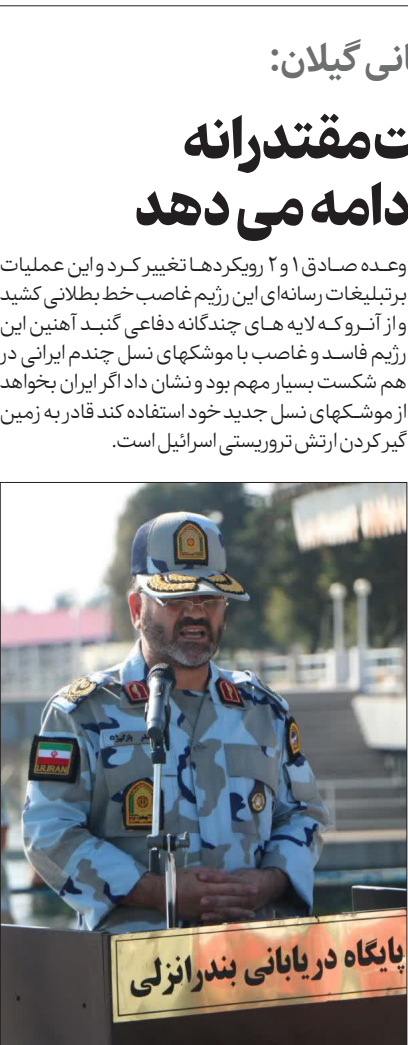 انی گیلان:
ت مقتدرانه
دامه می دهد
وعـده صـادق ۱ و ۲ رویکردهـا تغییر کـرد و این عملیات
بر تبلیغات رسانه‌ای این رژیم غاصب خط بطلانی کشید
و از آنـرو کـه لایه هـای چندگانه دفاعی گنبـد آهنین این
رژیم فاسـد و غاصب با موشکهای نسل چندم ایرانی در
هم شکست بسیار مهم بود و نشان داد اگر ایران بخواهد
از موشـکهای نسل جدید خود استفاده کند قادر به زمین
گیر کردن ارتش تروریستی اسرائیل است.
I.R.IRAN
پایگاه دریابانی بندرانزلی